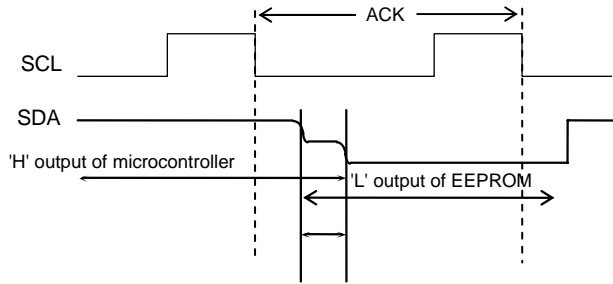 ACK
SCL
SDA
'H' output of microcontroller
'L' output of EEPROM